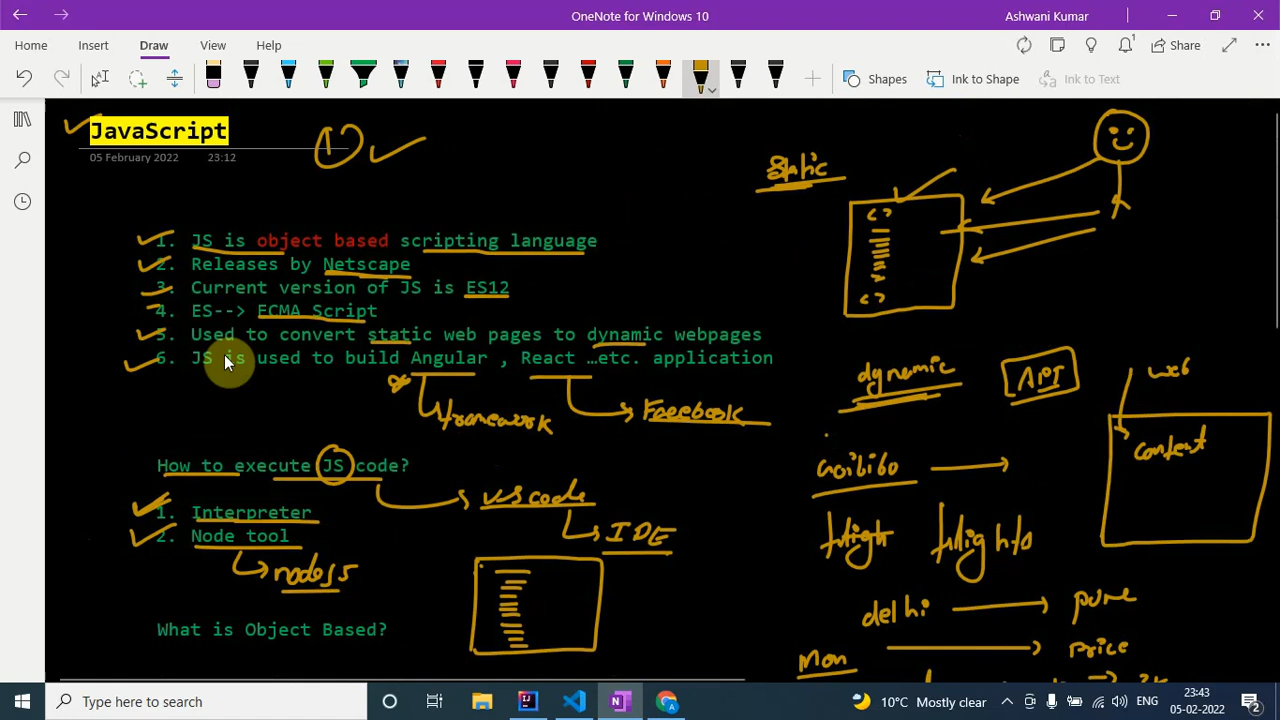 OneNote for Windows 10
Ashwani Kumar
Home Insert Draw View Help
Share
Shapes
Ink to Shape
Ink to Text
JavaScript
05 February 2022 23:12
1. JS is object based scripting language
2. Releases by Netscape
3. Current version of JS is ES12
4. ES--> ECMA Script
5. Used to convert static web pages to dynamic webpages
6. JS is used to build Angular , React …etc. application
framework
Facebook
How to execute JS code?
vs code
1. Interpreter
2. Node tool
IDE
nodeJS
What is Object Based?
Static
< >
< >
dynamic
API
web
content
goibibo
flight
delhi
pune
price
Mon
Type here to search
10°C Mostly clear
ENG
23:43
05-02-2022
2